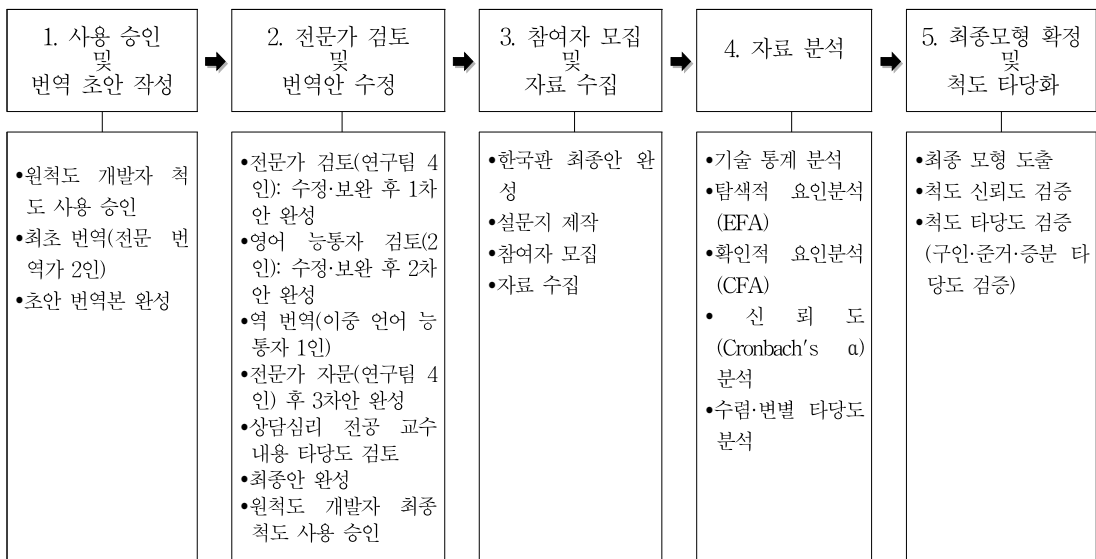 1. 사용 승인
및
번역 초안 작성
2. 전문가 검토
및
번역안 수정
3. 참여자 모집
및
자료 수집
4. 자료 분석
5. 최종모형 확정
및
척도 타당화
•원척도 개발자 척
도 사용 승인
•최초 번역(전문 번
역가 2인)
•초안 번역본 완성
•전문가 검토(연구팀 4
인): 수정·보완 후 1차
안 완성
•영어 능통자 검토(2
인): 수정·보완 후 2차
안 완성
•역 번역(이중 언어 능
통자 1인)
•전문가 자문(연구팀 4
인) 후 3차안 완성
•상담심리 전공 교수
내용 타당도 검토
•최종안 완성
•원척도 개발자 최종
척도 사용 승인
•한국판 최종안 완
성
•설문지 제작
•참여자 모집
•자료 수집
•기술 통계 분석
•탐색적 요인분석
(EFA)
•확인적 요인분석
(CFA)
• 신 뢰 도
(Cronbach's α)
분석
•수렴·변별 타당도
분석
•최종 모형 도출
•척도 신뢰도 검증
•척도 타당도 검증
(구인·준거·증분 타
당도 검증)